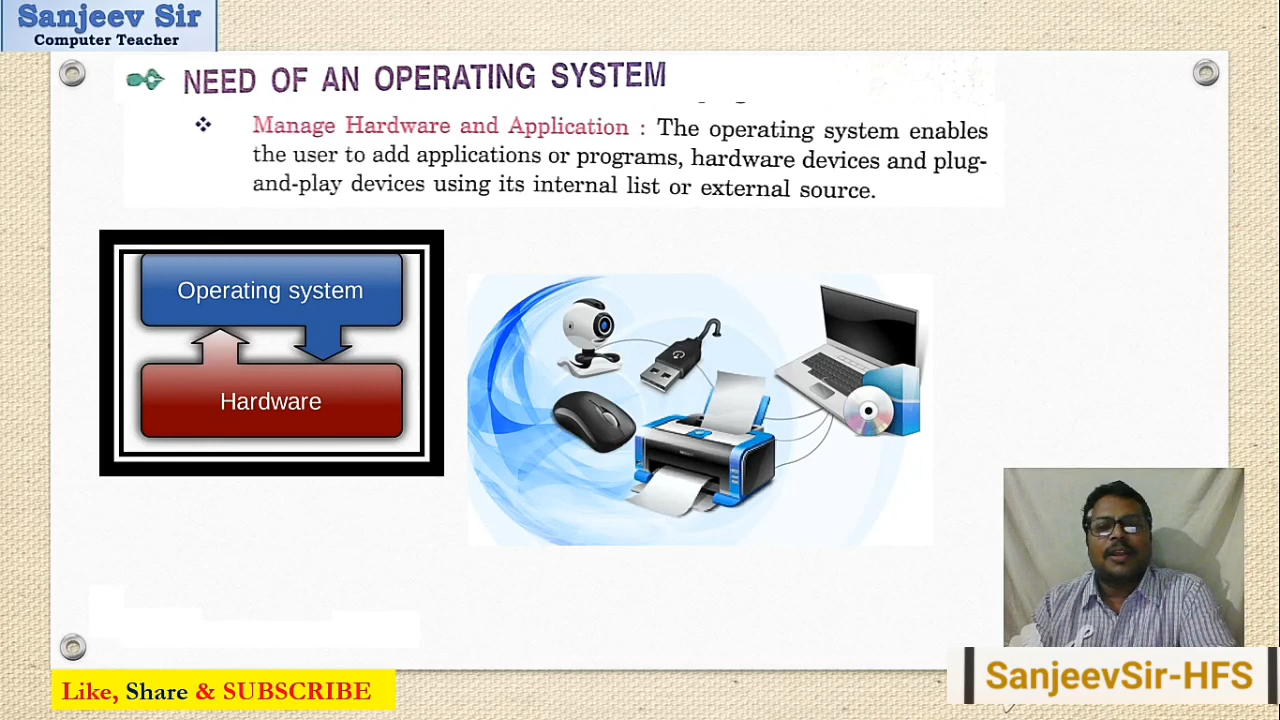 Sanjeev Sir
Computer Teacher
NEED OF AN OPERATING SYSTEM
Manage Hardware and Application : The operating system enables
the user to add applications or programs, hardware devices and plug-
and-play devices using its internal list or external source.
Operating system
Hardware
Like, Share & SUBSCRIBE
SanjeevSir-HFS